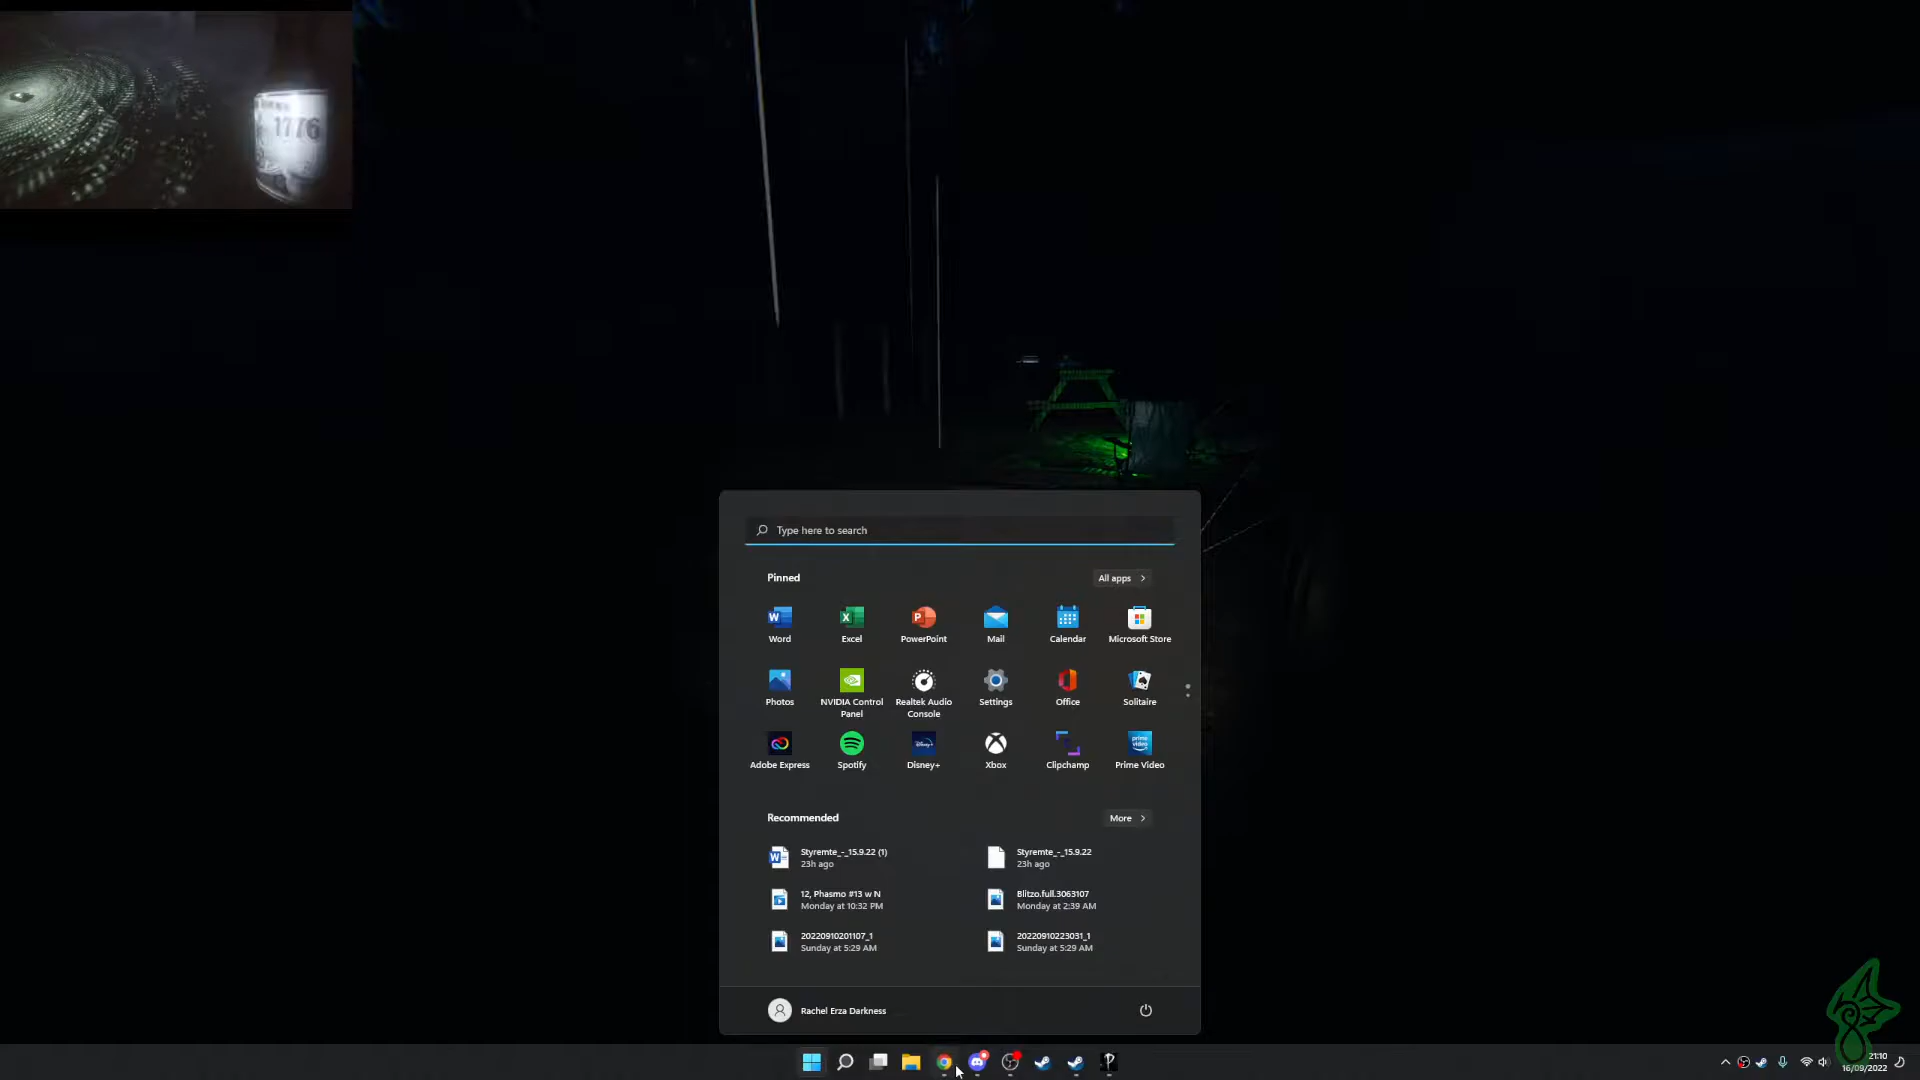 1776
Type here to search
Pinned
All apps
Word
Excel
PowerPoint
Mail
Calendar
Microsoft Store
Photos
NVIDIA Control
Panel
Realtek Audio
Console
Settings
Office
Solitaire
Adobe Express
Spotify
Disney+
Xbox
Clipchamp
prime video
Prime Video
Recommended
More
Styremte_-_15.9.22 (1)
23h ago
Styremte_-_15.9.22
23h ago
12, Phasmo #13 w N
Monday at 10:32 PM
Blitzo.full.3063107
Monday at 2:39 AM
20220910201107_1
Sunday at 5:29 AM
20220910223031_1
Sunday at 5:29 AM
Rachel Erza Darkness
21:10
16/09/2022